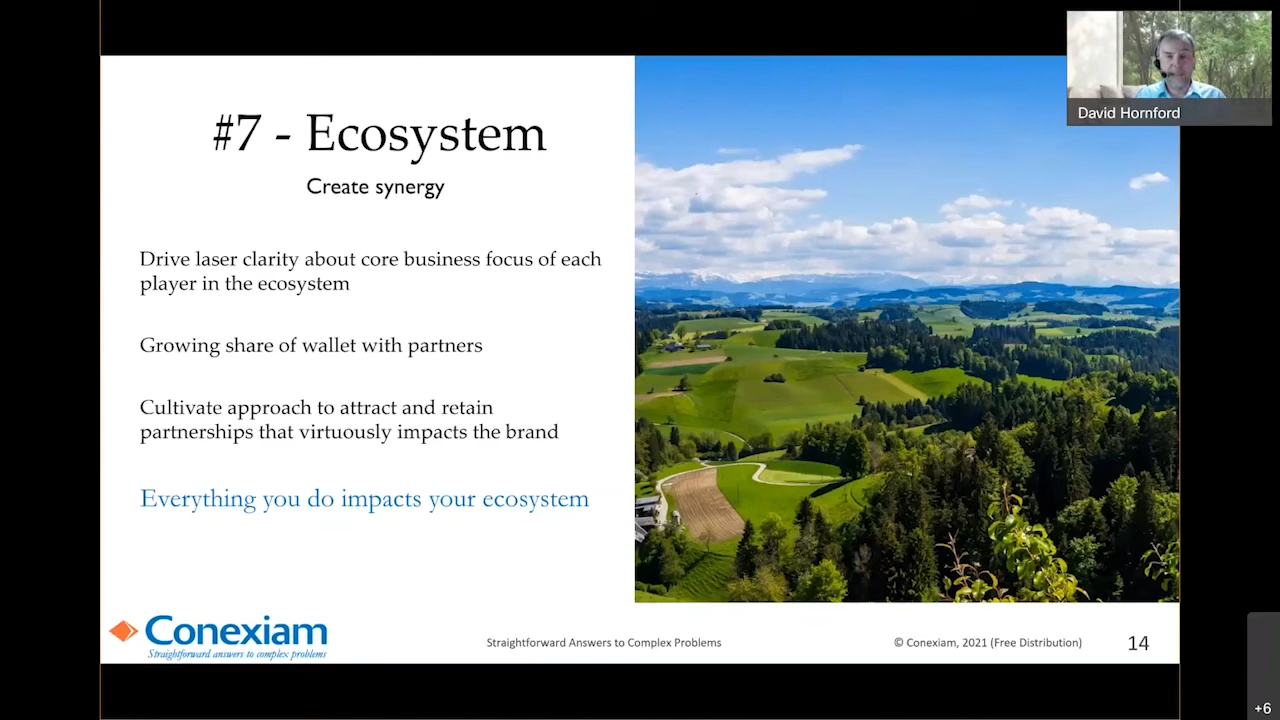 #7 - Ecosystem
Create synergy
Drive laser clarity about core business focus of each
player in the ecosystem
Growing share of wallet with partners
Cultivate approach to attract and retain
partnerships that virtuously impacts the brand
Everything you do impacts your ecosystem
David Hornford
Conexiam
Straightforward answers to complex problems
Straightforward Answers to Complex Problems
© Conexiam, 2021 (Free Distribution)
14
+6